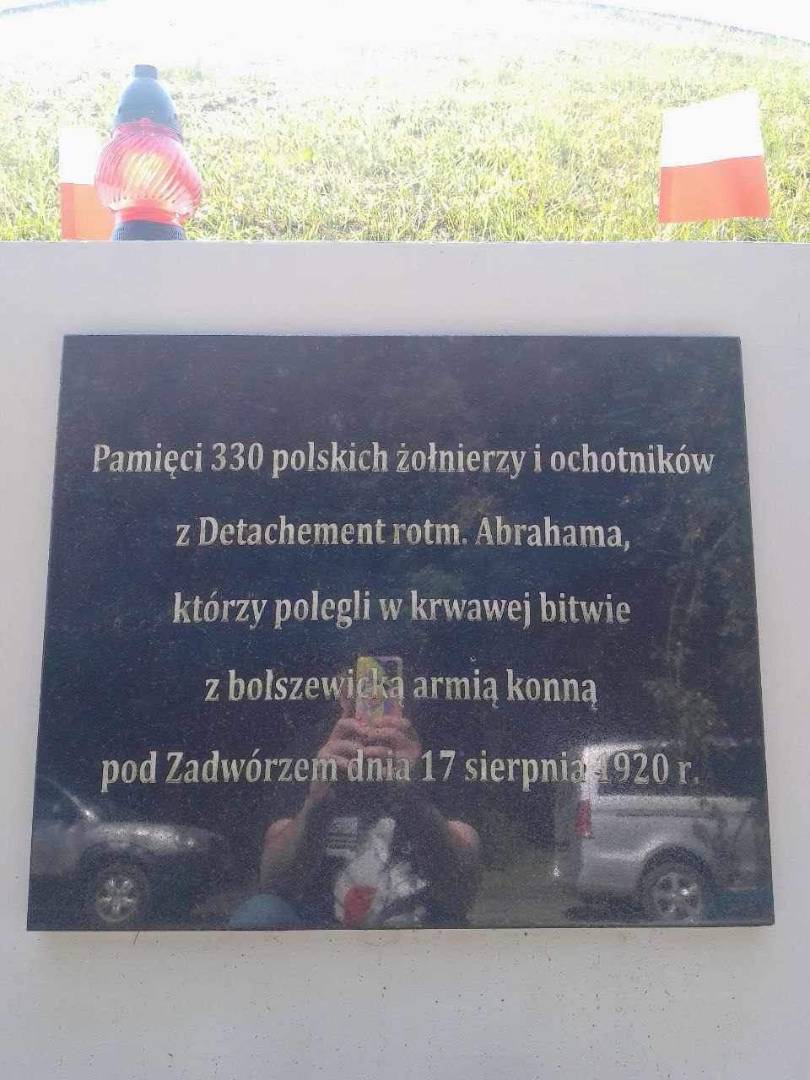 Pamięci 330 polskich żołnierzy i ochotników
z Detachement rotm. Abrahama,
którzy polegli w krwawej bitwie
z bolszewicką armią konną
pod Zadwórzem dnia 17 sierpnia 1920 r.